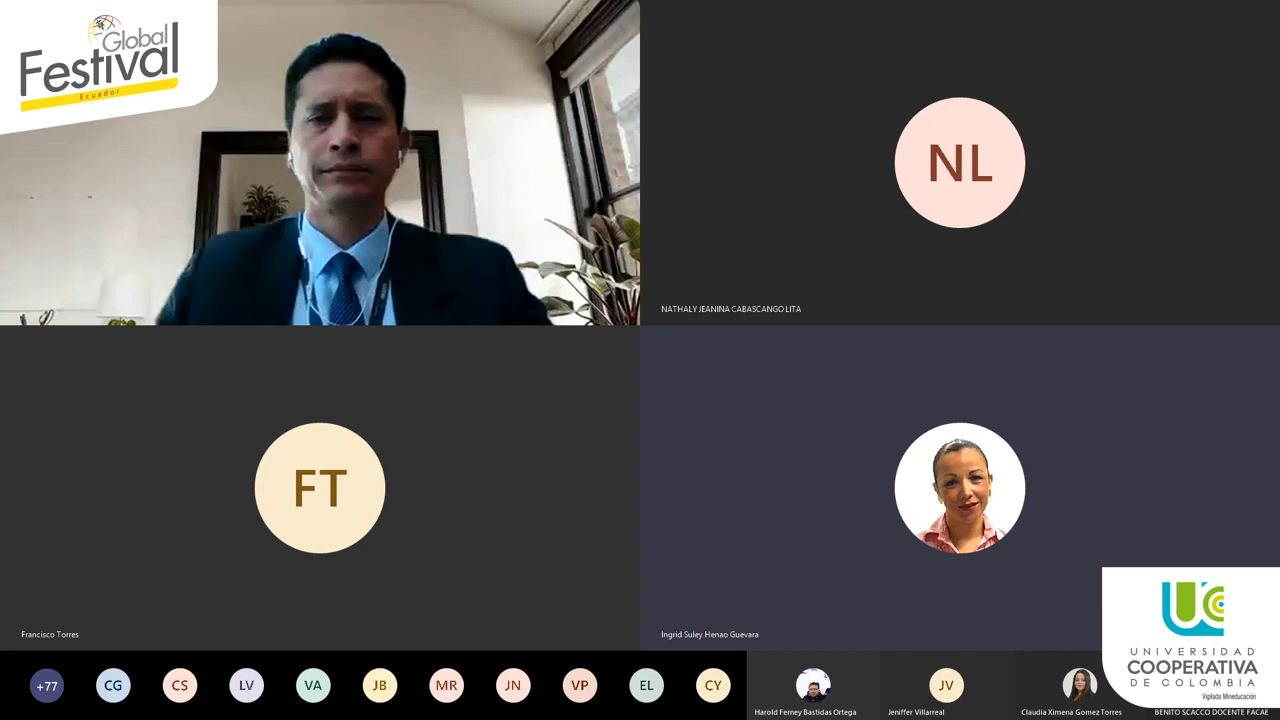 Global
Festival
Ecuador
NL
NATHALY JEANINA CABASCANGO LITA
FT
Francisco Torres
Ingrid Suley Henao Guevara
UNIVERSIDAD
COOPERATIVA
DE COLOMBIA
Vigilada Mineducación
+77
CG
CS
LV
VA
JB
MR
JN
VP
EL
CY
Harold Ferney Bastidas Ortega
JV
Jeniffer Villarreal
Claudia Ximena Gomez Torres
BENITO SCACCO DOCENTE FACAE